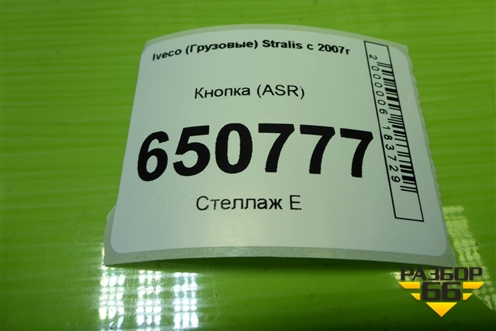 Iveco (Грузовые) Stralis с 2007г
Кнопка (ASR)
650777
Стеллаж Е
2000006183729
РАЗБОР
66